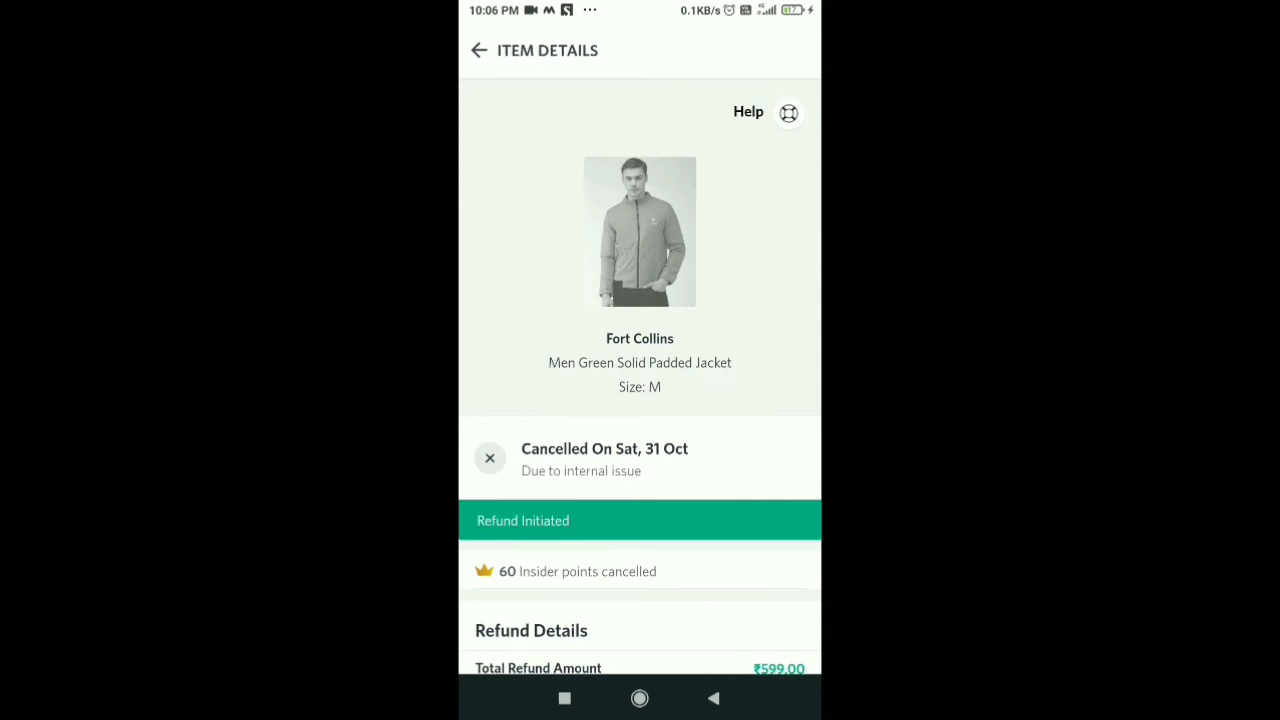 10:06 PM ... 0.1KB/s 17
ITEM DETAILS
Help
Fort Collins
Men Green Solid Padded Jacket
Size: M
Cancelled On Sat, 31 Oct
Due to internal issue
Refund Initiated
60 Insider points cancelled
Refund Details
Total Refund Amount ₹599.00